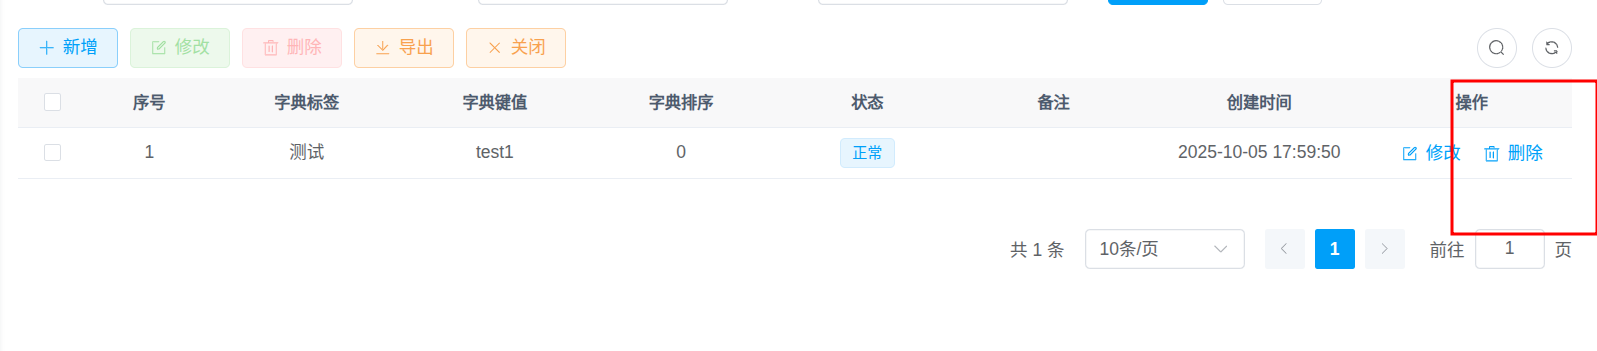 新增 修改 删除 导出 关闭
序号 字典标签 字典键值 字典排序 状态 备注 创建时间 操作
1 测试 test1 0 正常 2025-10-05 17:59:50 修改 删除
共 1 条 10条/页 1 前往 1 页